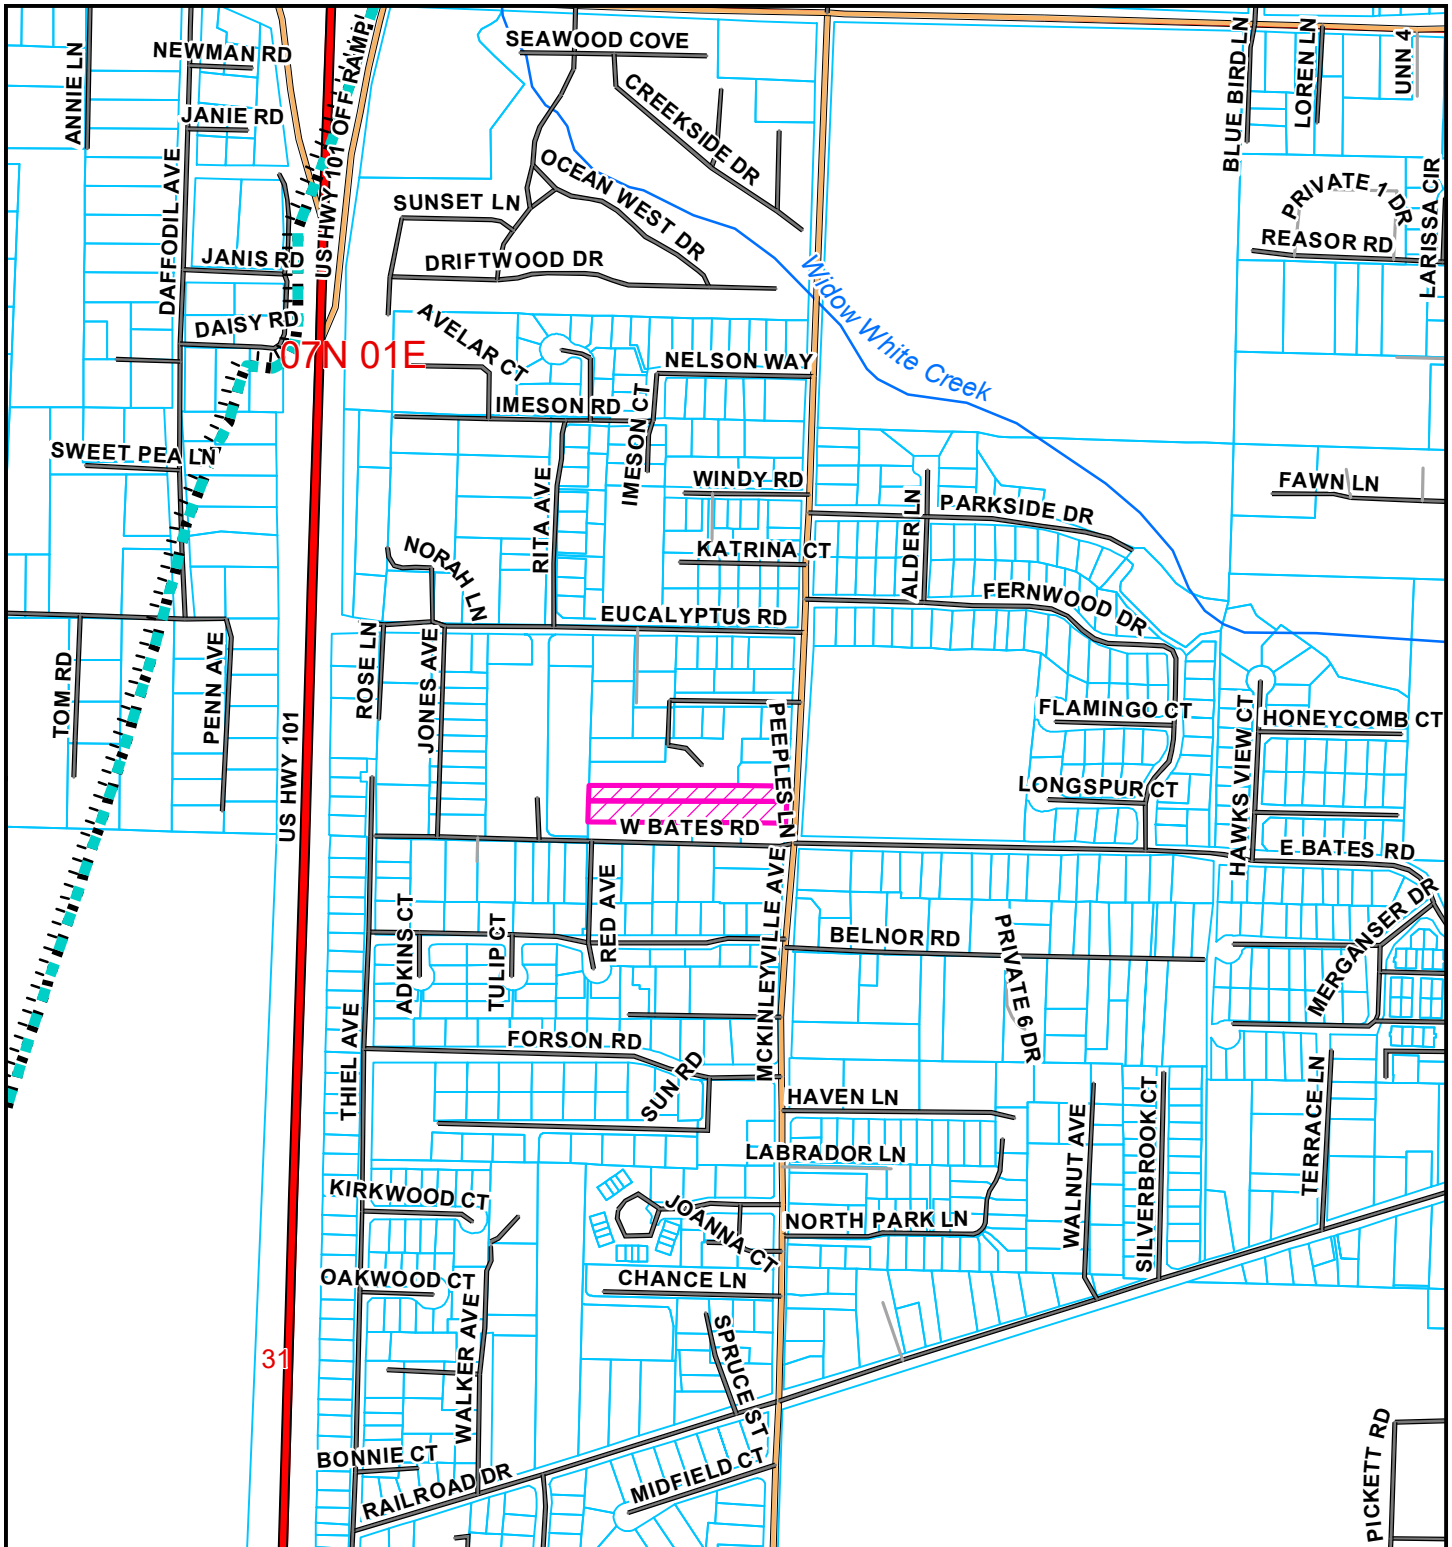 ANNIE LN
NEWMAN RD
JANIE RD
DAFFODIL AVE
JANIS RD
DAISY RD
US HWY 101 OFF RAMP
US HWY 101
SEAWOOD COVE
CREEKSIDE DR
OCEAN WEST DR
SUNSET LN
DRIFTWOOD DR
BLUE BIRD LN
LOREN LN
UNN 4
PRIVATE 1 DR
REASOR RD
LARISSA CIR
Widow White Creek
07N 01E
AVELAR CT
NELSON WAY
IMESON RD
IMESON CT
SWEET PEA LN
RITA AVE
WINDY RD
KATRINA CT
ALDER LN
PARKSIDE DR
FAWN LN
NORAH LN
EUCALYPTUS RD
FERNWOOD DR
TOM RD
PENN AVE
ROSE LN
JONES AVE
US HWY 101
PEEPLES LN
FLAMINGO CT
LONGSPUR CT
HAWKS VIEW CT
HONEYCOMB CT
W BATES RD
E BATES RD
MCKINLEYVILLE AVE
ADKINS CT
TULIP CT
RED AVE
BELNOR RD
PRIVATE 6 DR
MERGANSER DR
THIEL AVE
FORSON RD
SUN RD
HAVEN LN
LABRADOR LN
WALNUT AVE
SILVERBROOK CT
TERRACE LN
KIRKWOOD CT
JOANNA CT
NORTH PARK LN
OAKWOOD CT
CHANCE LN
31
WALKER AVE
SPRUCE ST
BONNIE CT
RAILROAD DR
MIDFIELD CT
PICKETT RD